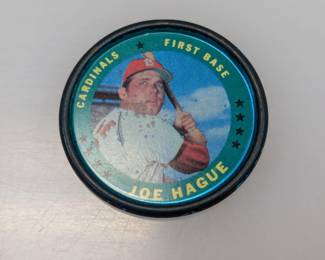 CARDINALS
FIRST BASE
JOE HAGUE